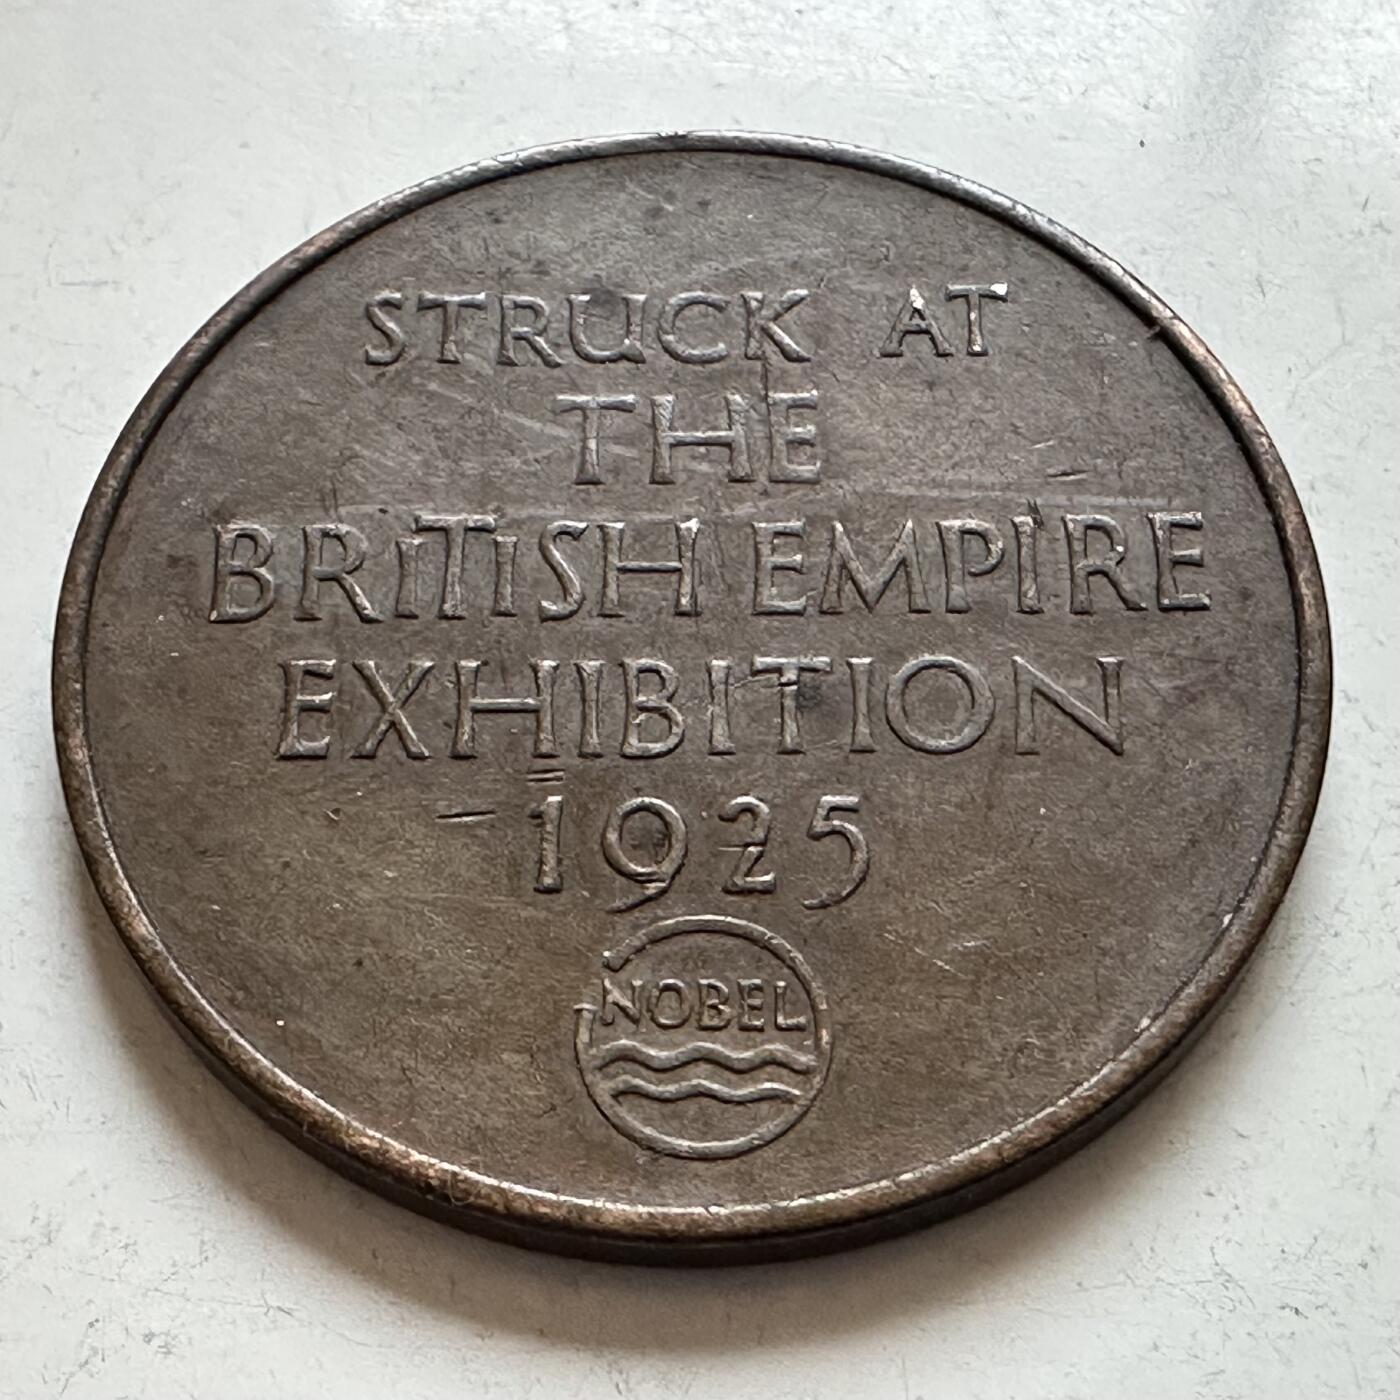 STRUCK AT
THE
BRITISH EMPIRE
EXHIBITION
1925
NOBEL